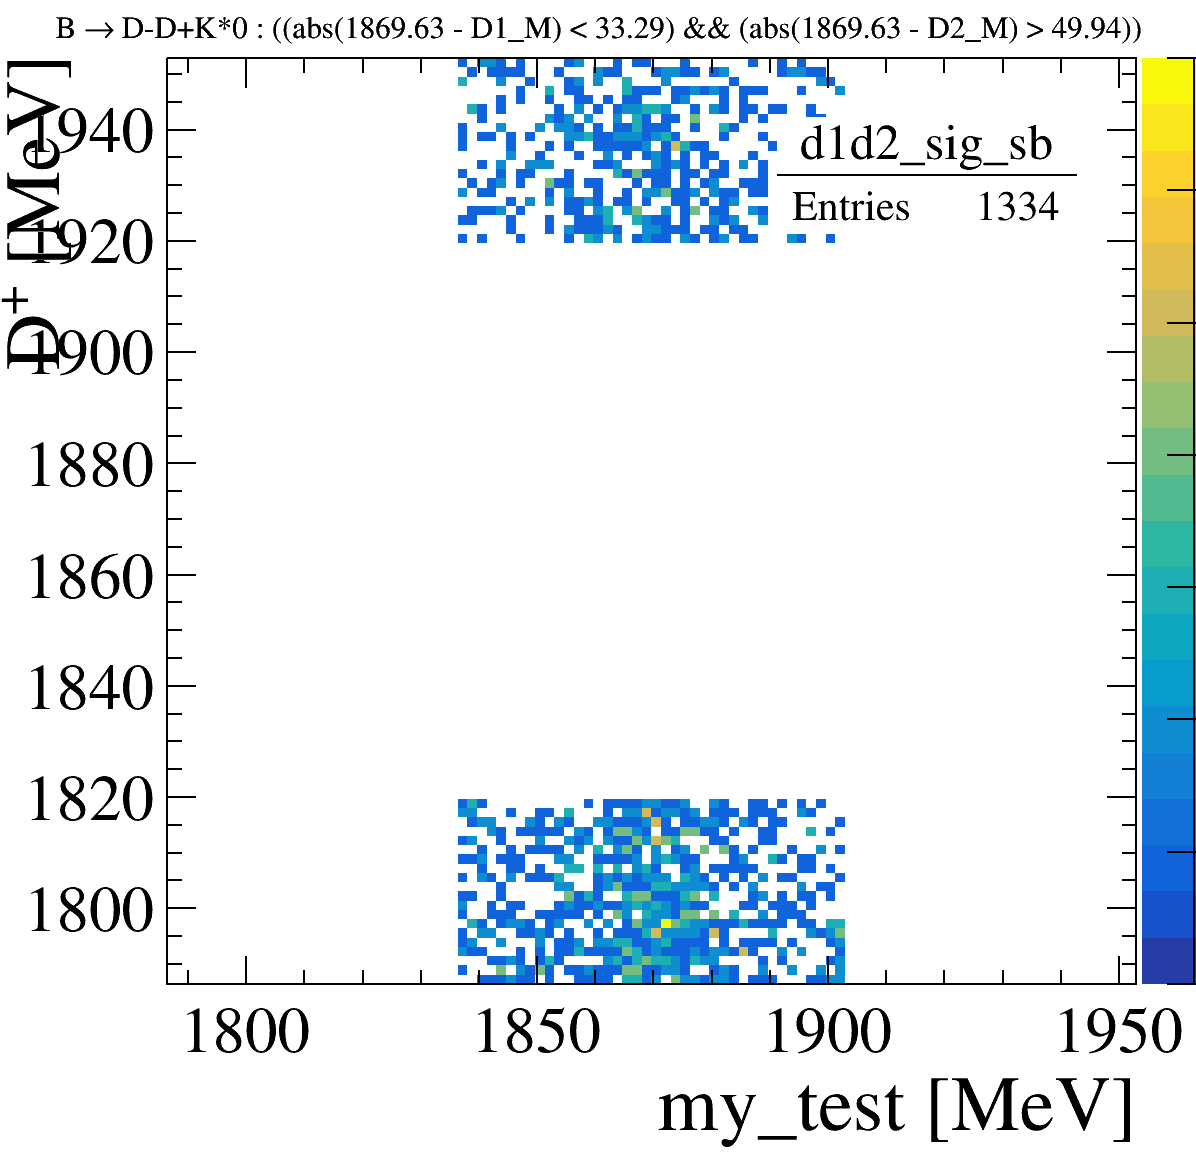 B → D-D+K*0 : ((abs(1869.63 - D1_M) < 33.29) && (abs(1869.63 - D2_M) > 49.94))
D⁺ [MeV]
1940
d1d2_sig_sb
Entries 1334
1920
1900
1880
1860
1840
1820
1800
1800 1850 1900 1950
my_test [MeV]